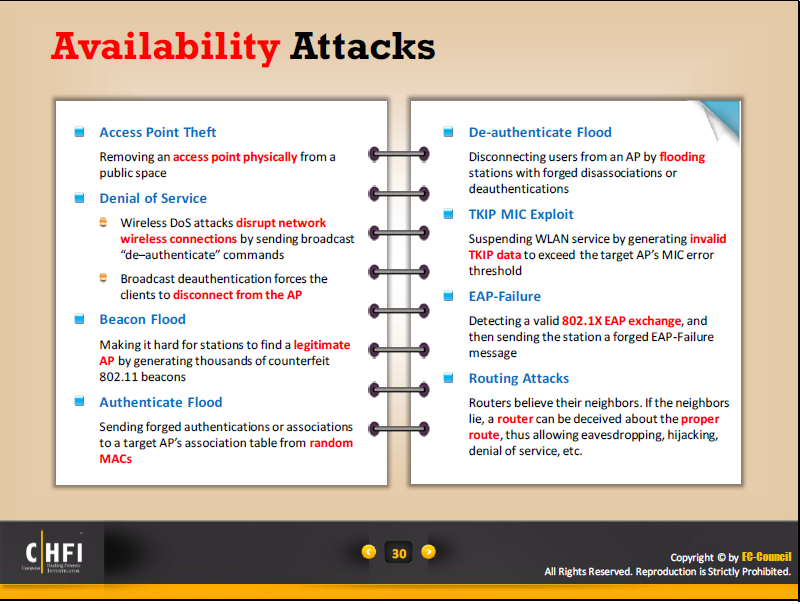 Availability Attacks
Access Point Theft
Removing an access point physically from a
public space
Denial of Service
Wireless DoS attacks disrupt network
wireless connections by sending broadcast
“de–authenticate” commands
Broadcast deauthentication forces the
clients to disconnect from the AP
Beacon Flood
Making it hard for stations to find a legitimate
AP by generating thousands of counterfeit
802.11 beacons
Authenticate Flood
Sending forged authentications or associations
to a target AP’s association table from random
MACs
De-authenticate Flood
Disconnecting users from an AP by flooding
stations with forged disassociations or
deauthentications
TKIP MIC Exploit
Suspending WLAN service by generating invalid
TKIP data to exceed the target AP’s MIC error
threshold
EAP-Failure
Detecting a valid 802.1X EAP exchange, and
then sending the station a forged EAP-Failure
message
Routing Attacks
Routers believe their neighbors. If the neighbors
lie, a router can be deceived about the proper
route, thus allowing eavesdropping, hijacking,
denial of service, etc.
CHFI
Computer Hacking Forensic
INVESTIGATOR
30
Copyright © by EC-Council
All Rights Reserved. Reproduction is Strictly Prohibited.